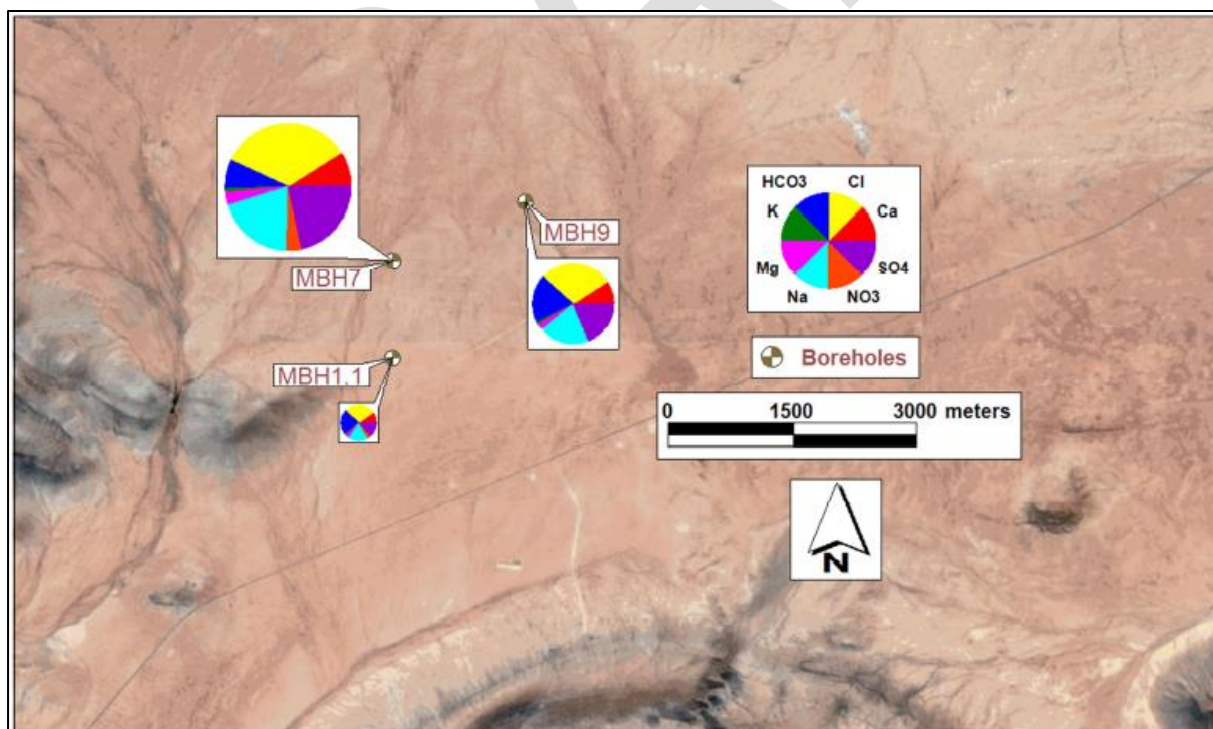 MBH9
MBH7
MBH1.1
HCO3 Cl
K Ca
Mg SO4
Na NO3
Boreholes
0 1500 3000 meters
N